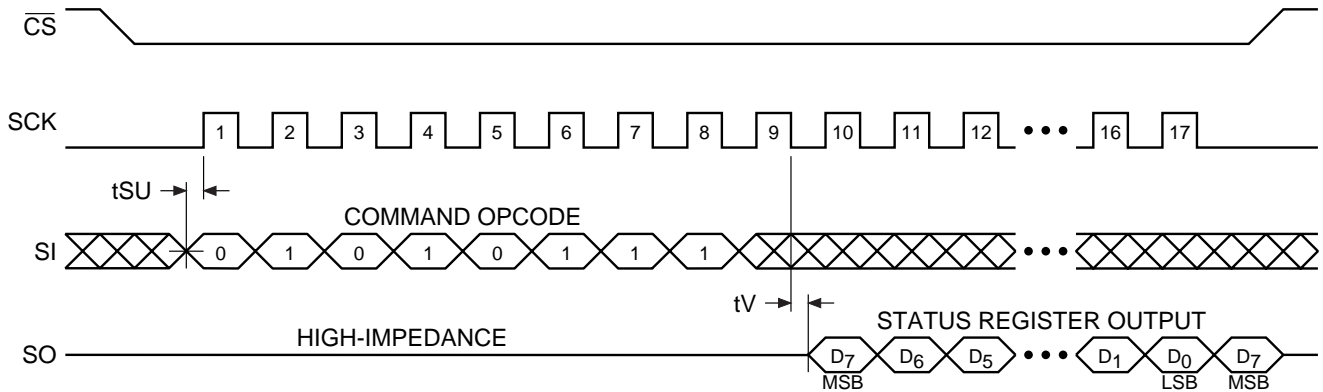 CS
SCK 1 2 3 4 5 6 7 8 9 10 11 12 ••• 16 17
tSU
COMMAND OPCODE
SI 0 1 0 1 0 1 1 1 •••
tV
HIGH-IMPEDANCE
STATUS REGISTER OUTPUT
SO D7 D6 D5 ••• D1 D0 D7
MSB LSB MSB